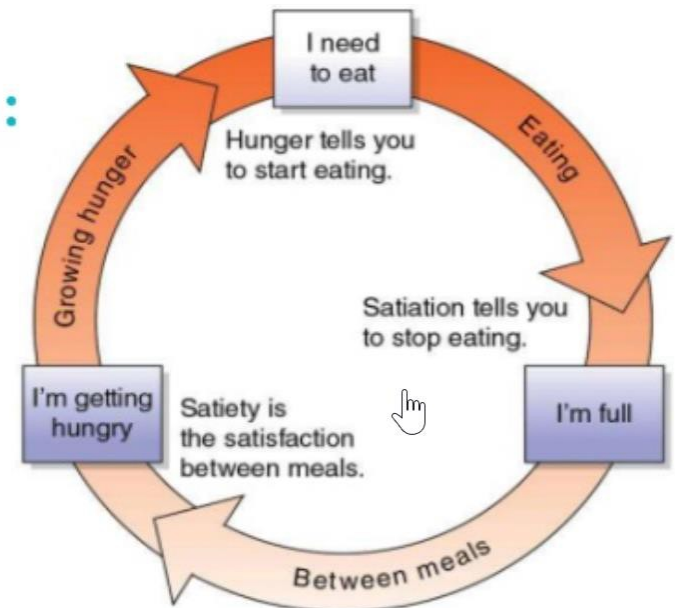 I need
to eat
Hunger tells you
to start eating.
Eating
Growing hunger
Satiation tells you
to stop eating.
I'm getting
hungry
Satiety is
the satisfaction
between meals.
I'm full
Between meals